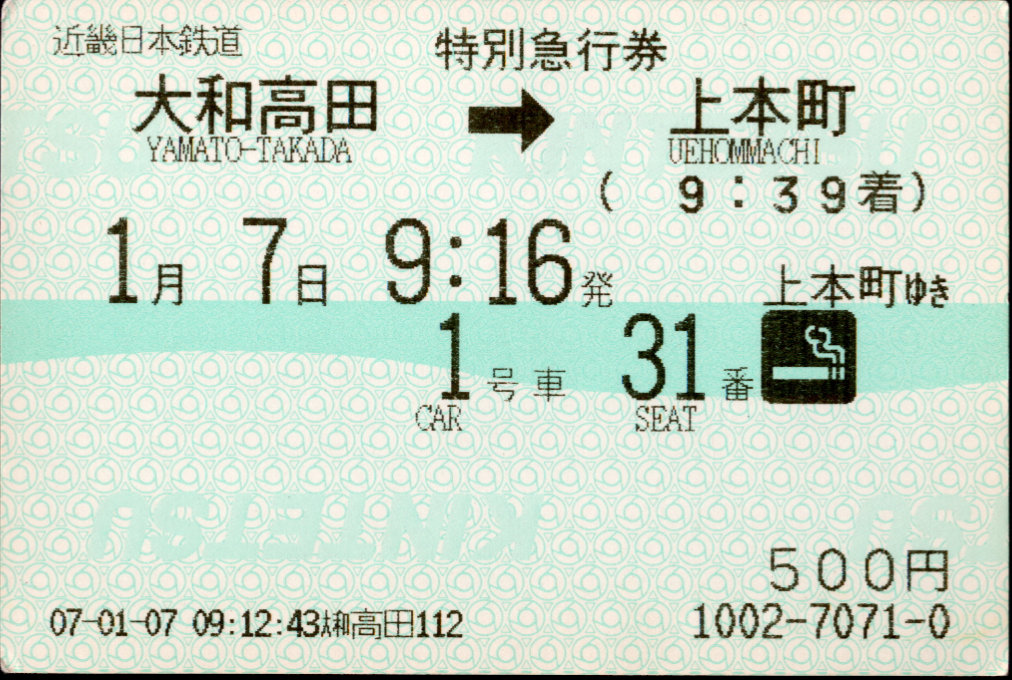 近畿日本鉄道 特別急行券
大和高田 ➡ 上本町
YAMATO-TAKADA UEHOMMACHI
( 9:39着)
1月 7日 9:16発 上本町ゆき
1号車 31番
CAR SEAT
KINTETSU
500円
07-01-07 09:12:43大和高田112 1002-7071-0